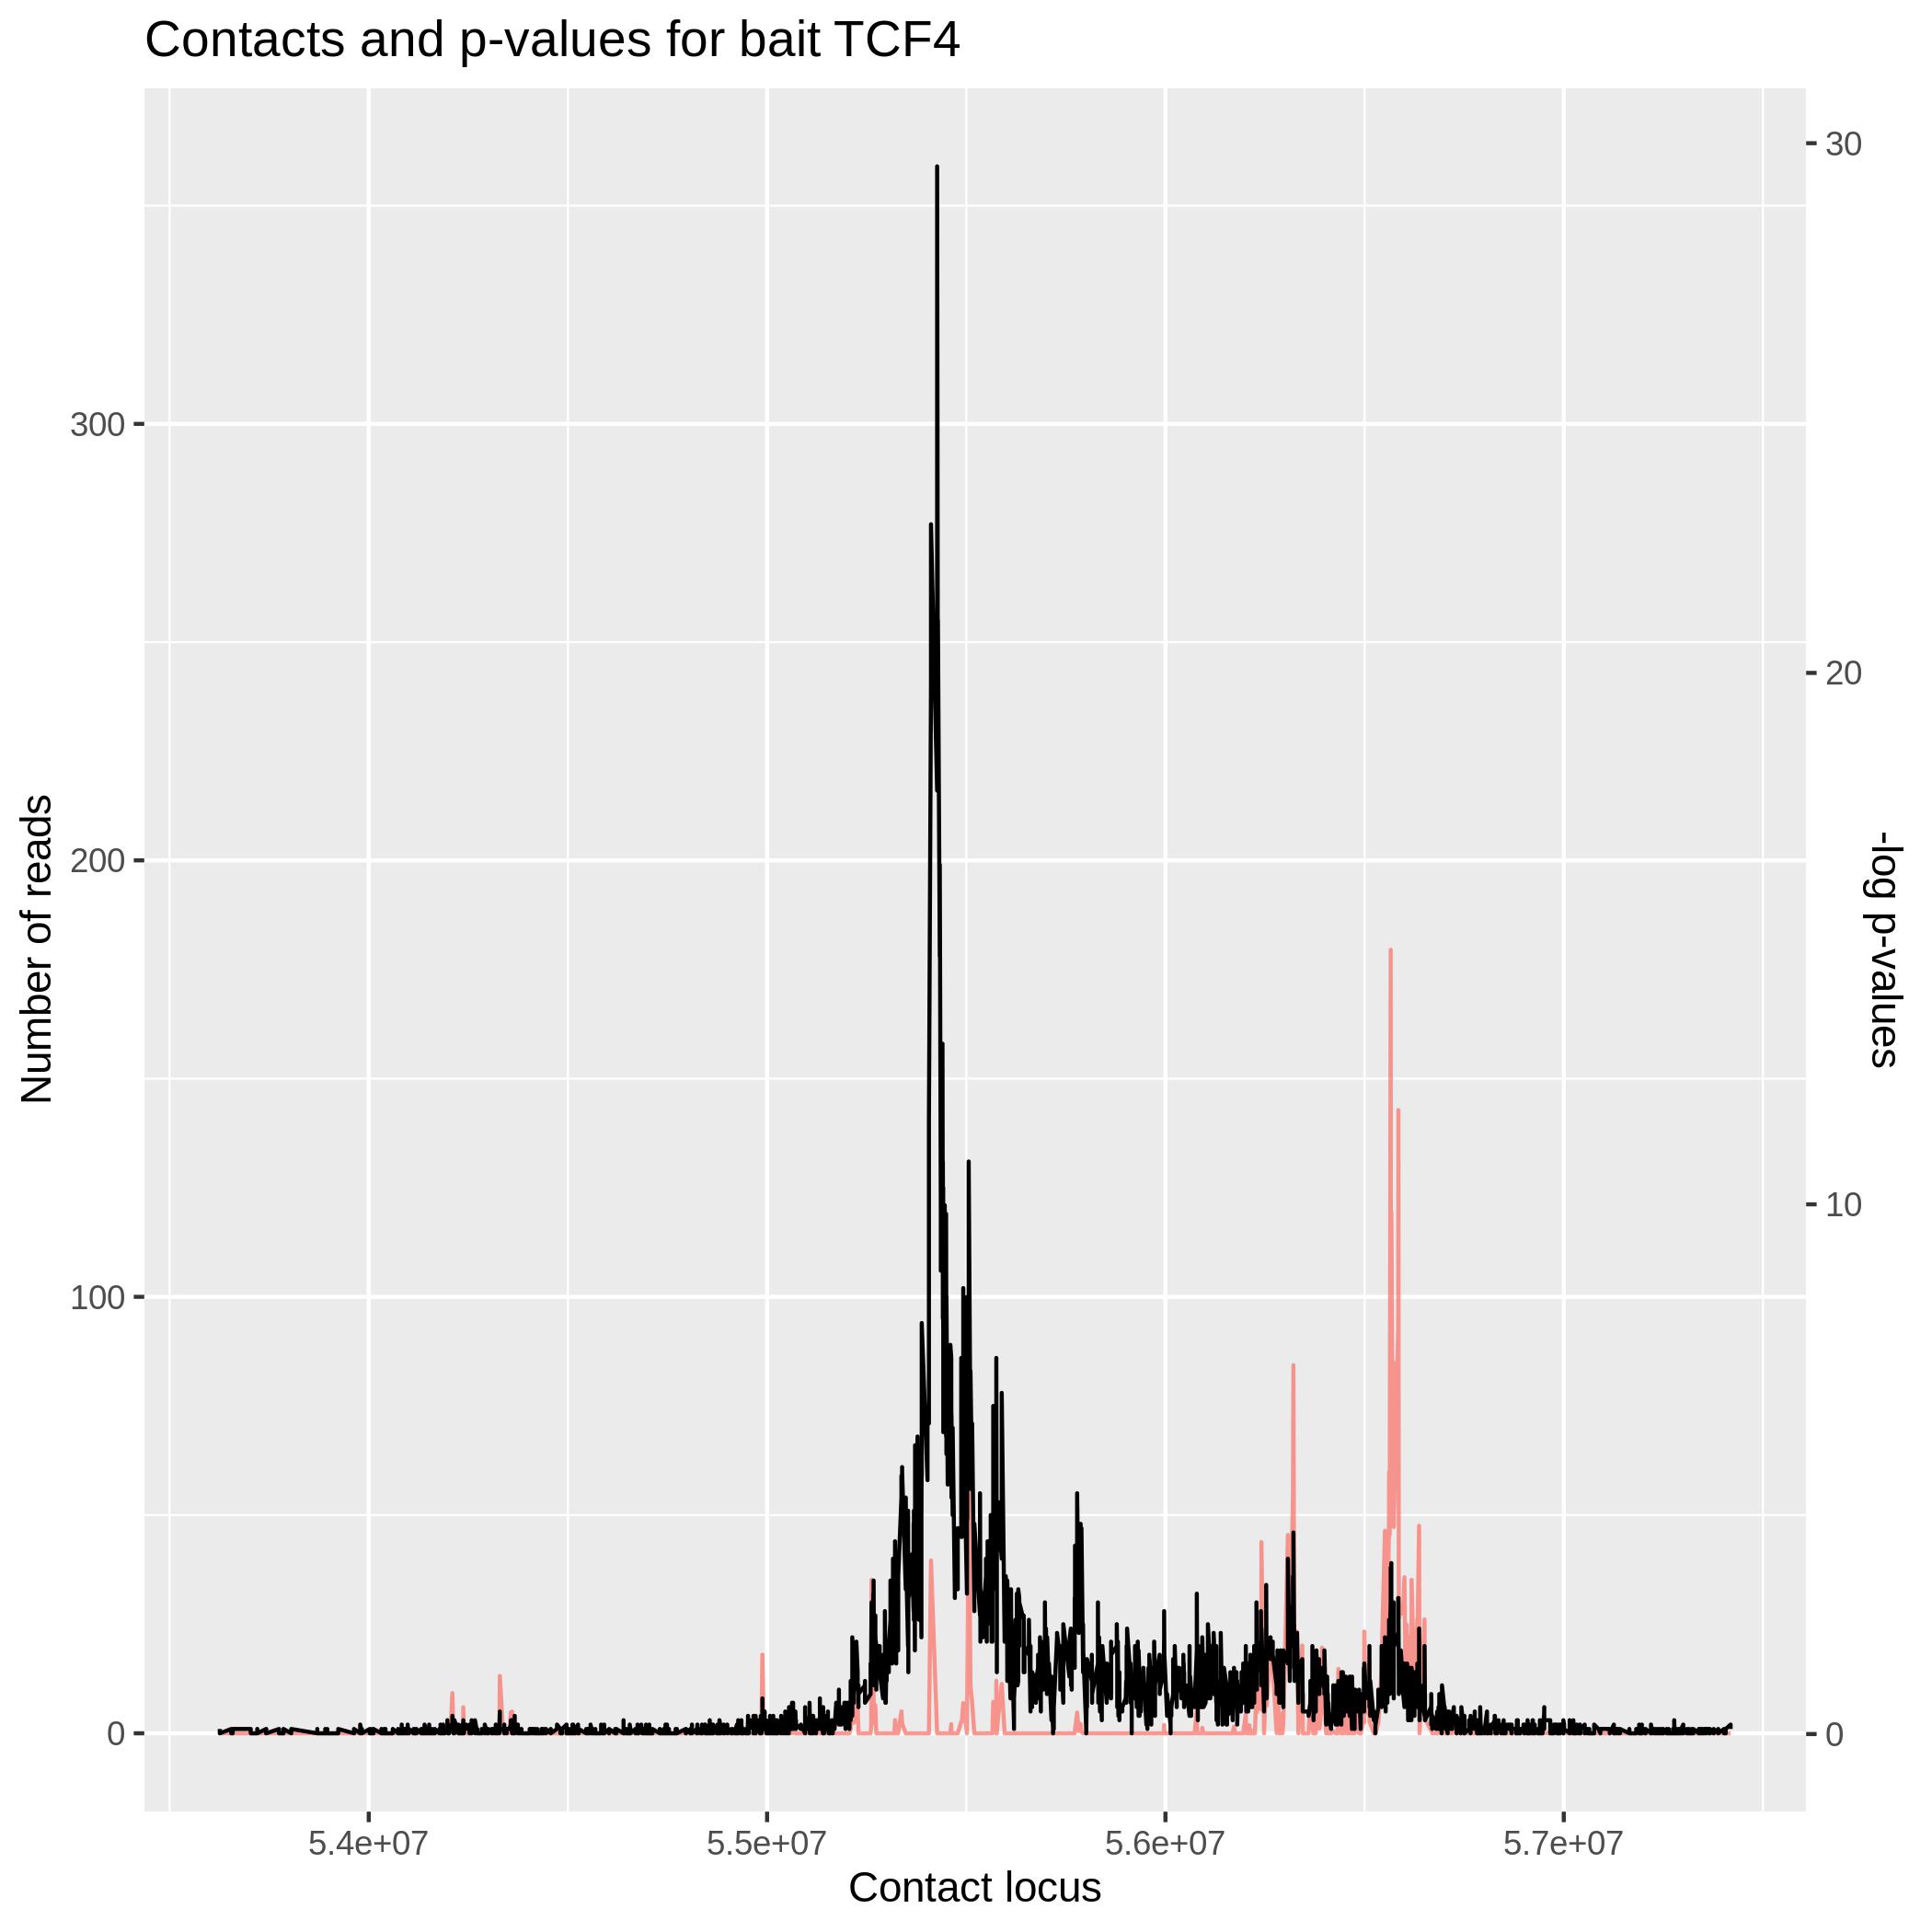 Contacts and p-values for bait TCF4
30
300
20
200
10
100
0
0
Number of reads
-log p-values
5.4e+07
5.5e+07
5.6e+07
5.7e+07
Contact locus